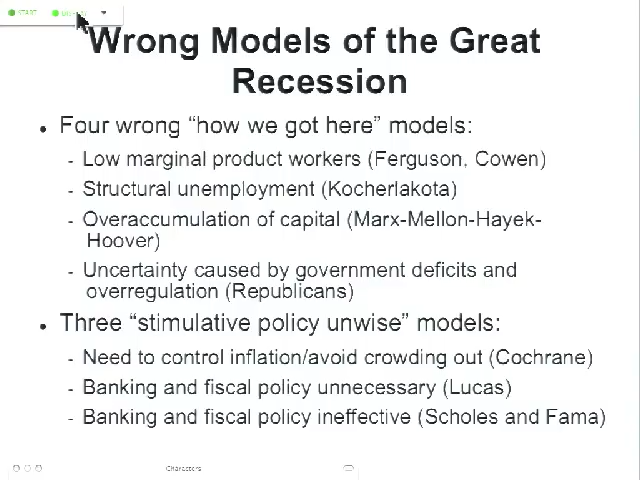 START
Wrong Models of the Great
Recession
• Four wrong “how we got here” models:
- Low marginal product workers (Ferguson, Cowen)
- Structural unemployment (Kocherlakota)
- Overaccumulation of capital (Marx-Mellon-Hayek-
Hoover)
- Uncertainty caused by government deficits and
overregulation (Republicans)
• Three “stimulative policy unwise” models:
- Need to control inflation/avoid crowding out (Cochrane)
- Banking and fiscal policy unnecessary (Lucas)
- Banking and fiscal policy ineffective (Scholes and Fama)
Characters